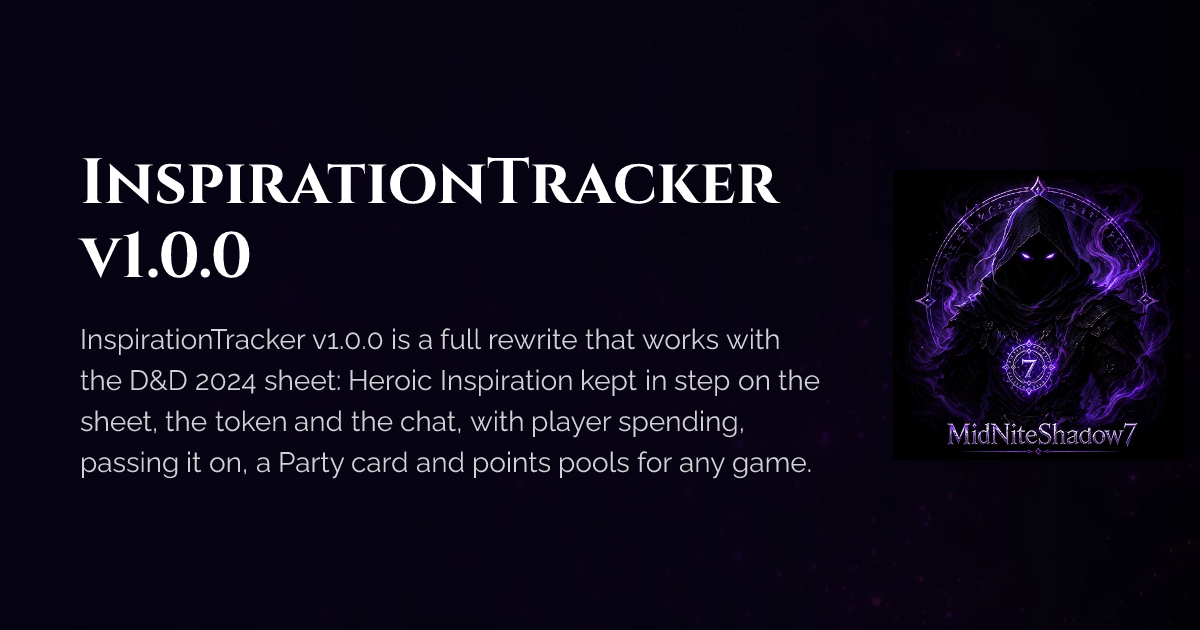 InspirationTracker
v1.0.0
InspirationTracker v1.0.0 is a full rewrite that works with
the D&D 2024 sheet: Heroic Inspiration kept in step on the
sheet, the token and the chat, with player spending,
passing it on, a Party card and points pools for any game.
7
MidNiteShadow7